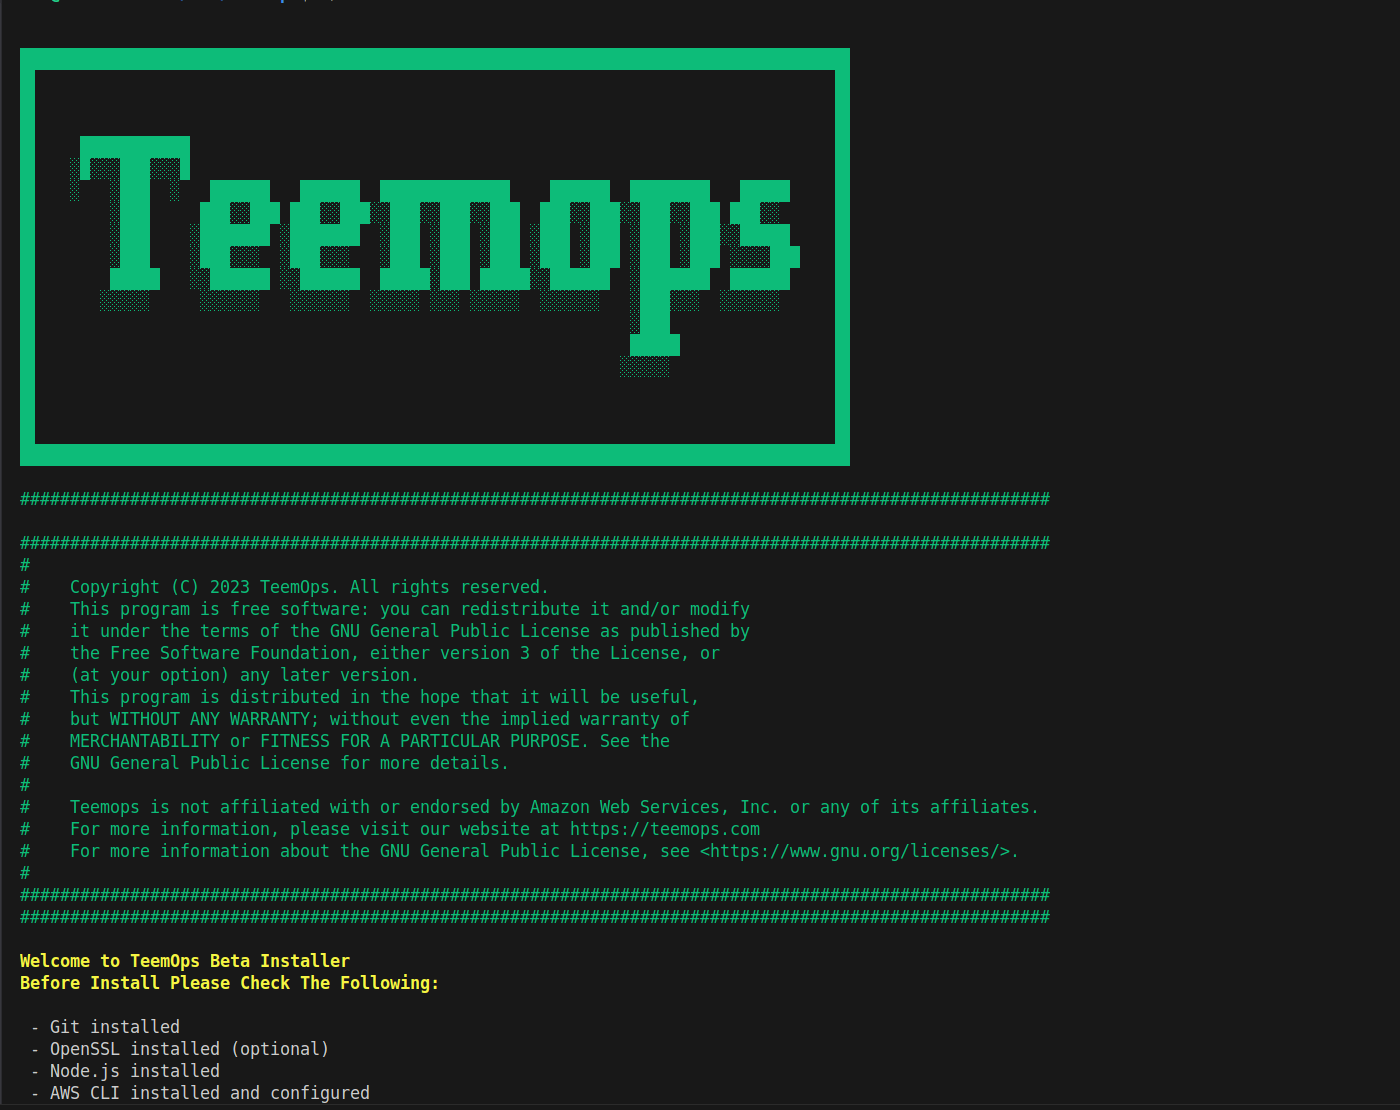 Teemops
#######################################################################################################
#######################################################################################################
#
#    Copyright (C) 2023 TeemOps. All rights reserved.
#    This program is free software: you can redistribute it and/or modify
#    it under the terms of the GNU General Public License as published by
#    the Free Software Foundation, either version 3 of the License, or
#    (at your option) any later version.
#    This program is distributed in the hope that it will be useful,
#    but WITHOUT ANY WARRANTY; without even the implied warranty of
#    MERCHANTABILITY or FITNESS FOR A PARTICULAR PURPOSE. See the
#    GNU General Public License for more details.
#
#    Teemops is not affiliated with or endorsed by Amazon Web Services, Inc. or any of its affiliates.
#    For more information, please visit our website at https://teemops.com
#    For more information about the GNU General Public License, see <https://www.gnu.org/licenses/>.
#
#######################################################################################################
#######################################################################################################
Welcome to TeemOps Beta Installer
Before Install Please Check The Following:
 - Git installed
 - OpenSSL installed (optional)
 - Node.js installed
 - AWS CLI installed and configured